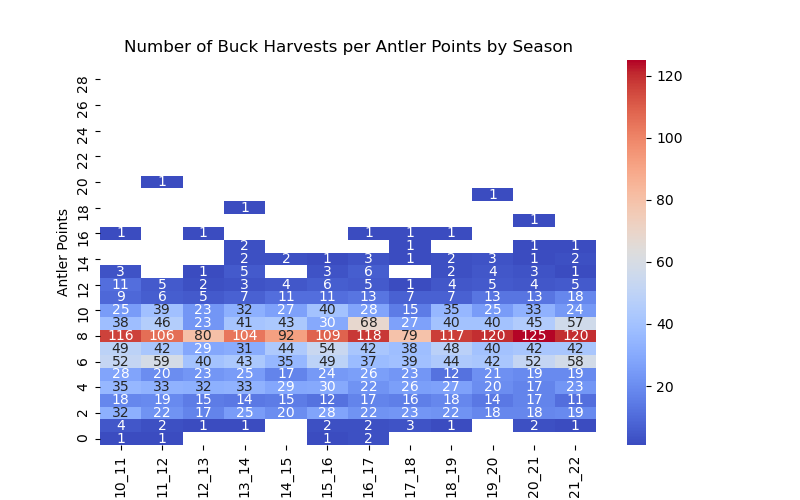 Number of Buck Harvests per Antler Points by Season
Antler Points
28
26
24
22
20 1
1
18 1
1
16 1 1 1 1 1
2 1 1 1
14 2 2 1 3 1 2 3 1 2
3 1 5 3 6 2 4 3 1
12 11 5 2 3 4 6 5 1 4 5 4 5
9 6 5 7 11 11 13 7 7 13 13 18
10 25 39 23 32 27 40 28 15 35 25 33 24
38 46 23 41 43 30 68 27 40 40 45 57
8 116 106 80 104 92 109 118 79 117 120 125 120
49 42 29 31 44 54 42 38 48 40 42 42
6 52 59 40 43 35 49 37 39 44 42 52 58
28 20 23 25 17 24 26 23 12 21 19 19
4 35 33 32 33 29 30 22 26 27 20 17 23
18 19 15 14 15 12 17 16 18 14 17 11
2 32 22 17 25 20 28 22 23 22 18 18 19
4 2 1 1 2 2 3 1 2 1
0 1 1 1 2
10_11 11_12 12_13 13_14 14_15 15_16 16_17 17_18 18_19 19_20 20_21 21_22
120
100
80
60
40
20